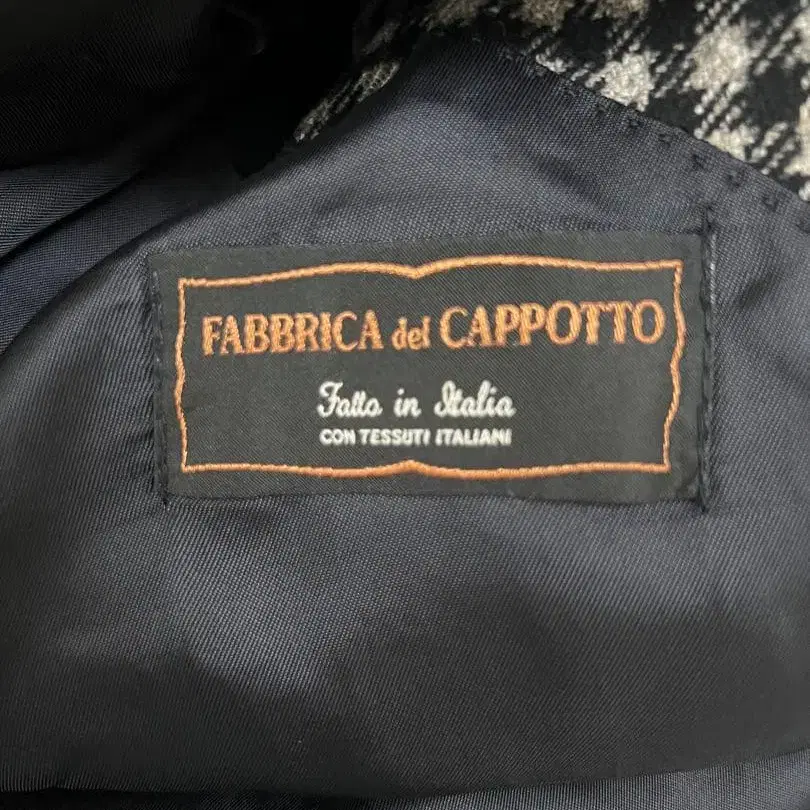 FABBRICA del CAPPOTTO
Fatto in Italia
CON TESSUTI ITALIANI